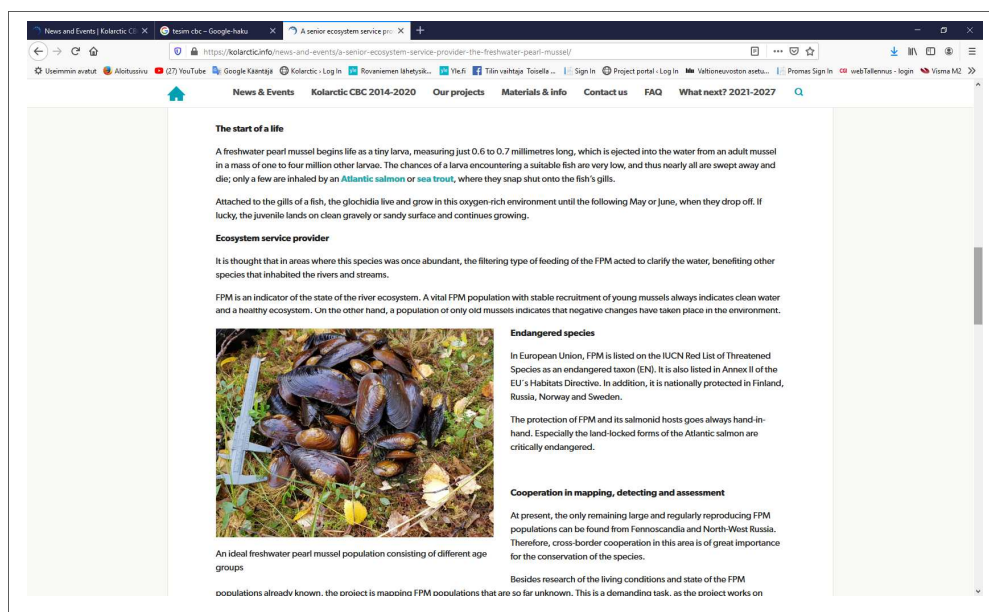 News and Events | Kolarctic CB
tesim cbc – Google-haku
A senior ecosystem service prov
https://kolarctic.info/news-and-events/a-senior-ecosystem-service-provider-the-freshwater-pearl-mussel/
Useimmin avatut Aloitussivu (27) YouTube Google Kääntäjä Kolarctic › Log In Rovaniemen lähetysik... Yle.fi Tilin vaihtaja Toisella ... Sign In Project portal ‹ Log In Valtioneuvoston asetu... Promas Sign In CGI webTallennus - login Visma M2
News & Events Kolarctic CBC 2014-2020 Our projects Materials & info Contact us FAQ What next? 2021-2027
The start of a life
A freshwater pearl mussel begins life as a tiny larva, measuring just 0.6 to 0.7 millimetres long, which is ejected into the water from an adult mussel
in a mass of one to four million other larvae. The chances of a larva encountering a suitable fish are very low, and thus nearly all are swept away and
die; only a few are inhaled by an Atlantic salmon or sea trout, where they snap shut onto the fish's gills.
Attached to the gills of a fish, the glochidia live and grow in this oxygen-rich environment until the following May or June, when they drop off. If
lucky, the juvenile lands on clean gravely or sandy surface and continues growing.
Ecosystem service provider
It is thought that in areas where this species was once abundant, the filtering type of feeding of the FPM acted to clarify the water, benefiting other
species that inhabited the rivers and streams.
FPM is an indicator of the state of the river ecosystem. A vital FPM population with stable recruitment of young mussels always indicates clean water
and a healthy ecosystem. On the other hand, a population of only old mussels indicates that negative changes have taken place in the environment.
Endangered species
In European Union, FPM is listed on the IUCN Red List of Threatened
Species as an endangered taxon (EN). It is also listed in Annex II of the
EU´s Habitats Directive. In addition, it is nationally protected in Finland,
Russia, Norway and Sweden.
The protection of FPM and its salmonid hosts goes always hand-in-
hand. Especially the land-locked forms of the Atlantic salmon are
critically endangered.
Cooperation in mapping, detecting and assessment
At present, the only remaining large and regularly reproducing FPM
populations can be found from Fennoscandia and North-West Russia.
Therefore, cross-border cooperation in this area is of great importance
for the conservation of the species.
An ideal freshwater pearl mussel population consisting of different age
groups
Besides research of the living conditions and state of the FPM
populations already known, the project is mapping FPM populations that are so far unknown. This is a demanding task, as the project works on